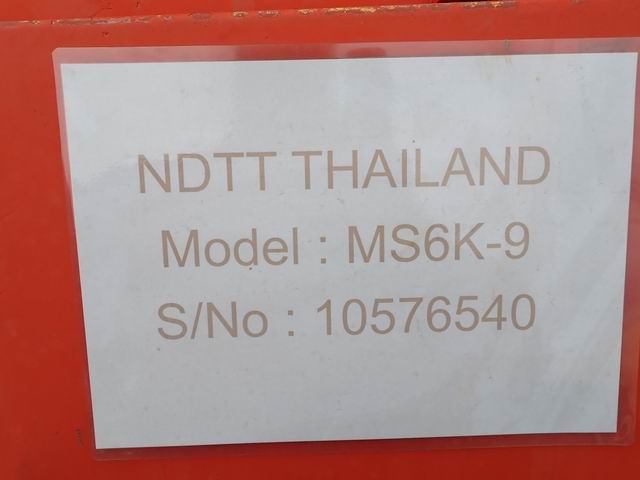 NDTT THAILAND
Model : MS6K-9
S/No : 10576540